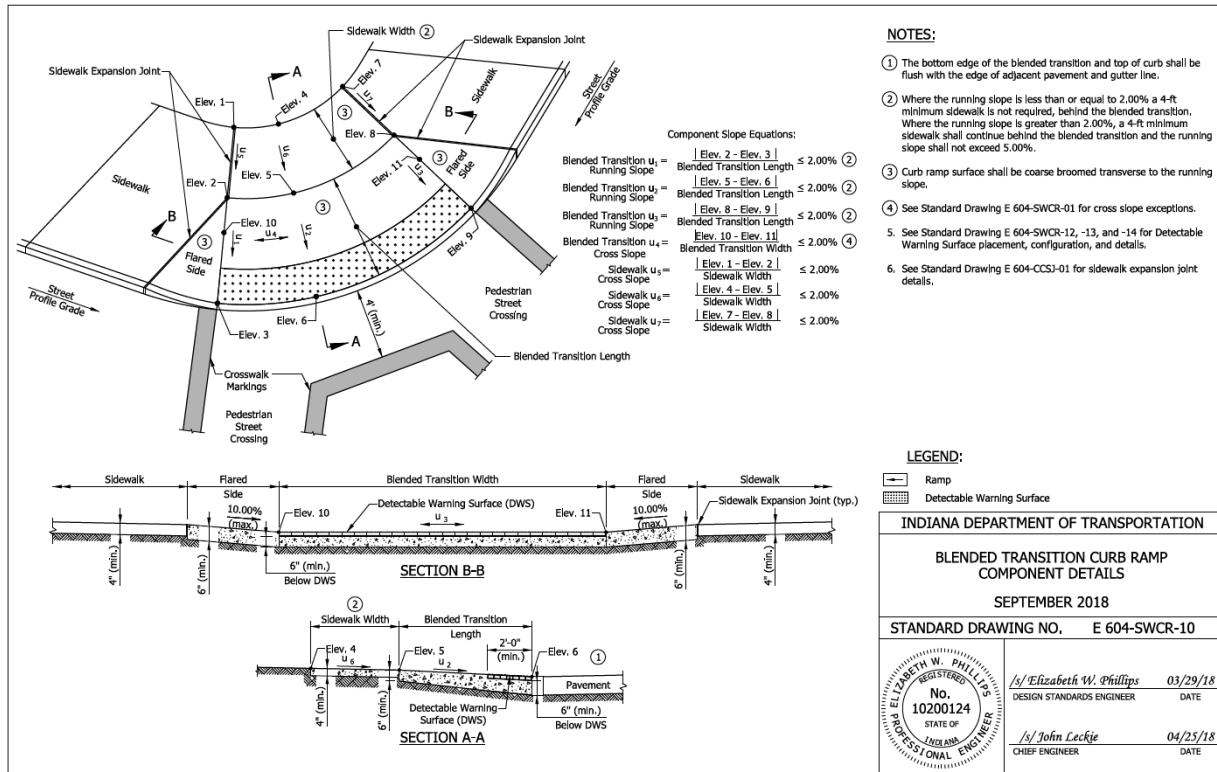 Sidewalk Width ②
Sidewalk Expansion Joint
Sidewalk Expansion Joint
A
Elev. 7
Elev. 4
Elev. 1
u7
B
Sidewalk
Street
Profile Grade
③
Elev. 8
u5
u6
③
Elev. 11
u3
Flared
Side
Sidewalk
Elev. 2
Elev. 5
B
Elev. 10
③
u4
u1
u2
③
Flared
Side
Elev. 9
Street
Profile Grade
Elev. 6
4' (min.)
Pedestrian
Street
Crossing
Elev. 3
A
Blended Transition Length
Crosswalk
Markings
Pedestrian
Street
Crossing
Component Slope Equations:
Blended Transition u1 = | Elev. 2 - Elev. 3 | ≤ 2.00% ②
Running Slope Blended Transition Length
Blended Transition u2 = | Elev. 5 - Elev. 6 | ≤ 2.00% ②
Running Slope Blended Transition Length
Blended Transition u3 = | Elev. 8 - Elev. 9 | ≤ 2.00% ②
Running Slope Blended Transition Length
Blended Transition u4 = |Elev. 10 - Elev. 11| ≤ 2.00% ④
Cross Slope Blended Transition Width
Sidewalk u5 = | Elev. 1 - Elev. 2 | ≤ 2.00%
Cross Slope Sidewalk Width
Sidewalk u6 = | Elev. 4 - Elev. 5 | ≤ 2.00%
Cross Slope Sidewalk Width
Sidewalk u7 = | Elev. 7 - Elev. 8 | ≤ 2.00%
Cross Slope Sidewalk Width
NOTES:
① The bottom edge of the blended transition and top of curb shall be
flush with the edge of adjacent pavement and gutter line.
② Where the running slope is less than or equal to 2.00% a 4-ft
minimum sidewalk is not required, behind the blended transition.
Where the running slope is greater than 2.00%, a 4-ft minimum
sidewalk shall continue behind the blended transition and the running
slope shall not exceed 5.00%.
③ Curb ramp surface shall be coarse broomed transverse to the running
slope.
④ See Standard Drawing E 604-SWCR-01 for cross slope exceptions.
5. See Standard Drawing E 604-SWCR-12, -13, and -14 for Detectable
Warning Surface placement, configuration, and details.
6. See Standard Drawing E 604-CCSJ-01 for sidewalk expansion joint
details.
Sidewalk
Flared
Side
Blended Transition Width
Flared
Side
Sidewalk
10.00%
(max.)
Elev. 10
Detectable Warning Surface (DWS)
u3
Elev. 11
10.00%
(max.)
Sidewalk Expansion Joint (typ.)
4" (min.)
6" (min.)
6" (min.)
Below DWS
6" (min.)
4" (min.)
SECTION B-B
②
Sidewalk Width
Blended Transition
Length
2'-0"
(min.)
Elev. 4
u6
Elev. 5
u2
Elev. 6
①
Pavement
4" (min.)
6" (min.)
Detectable Warning
Surface (DWS)
6" (min.)
Below DWS
SECTION A-A
LEGEND:
Ramp
Detectable Warning Surface
INDIANA DEPARTMENT OF TRANSPORTATION
BLENDED TRANSITION CURB RAMP
COMPONENT DETAILS
SEPTEMBER 2018
STANDARD DRAWING NO. E 604-SWCR-10
ELIZABETH W. PHILLIPS
REGISTERED
No.
10200124
STATE OF
INDIANA
PROFESSIONAL ENGINEER
/s/ Elizabeth W. Phillips 03/29/18
DESIGN STANDARDS ENGINEER DATE
/s/ John Leckie 04/25/18
CHIEF ENGINEER DATE